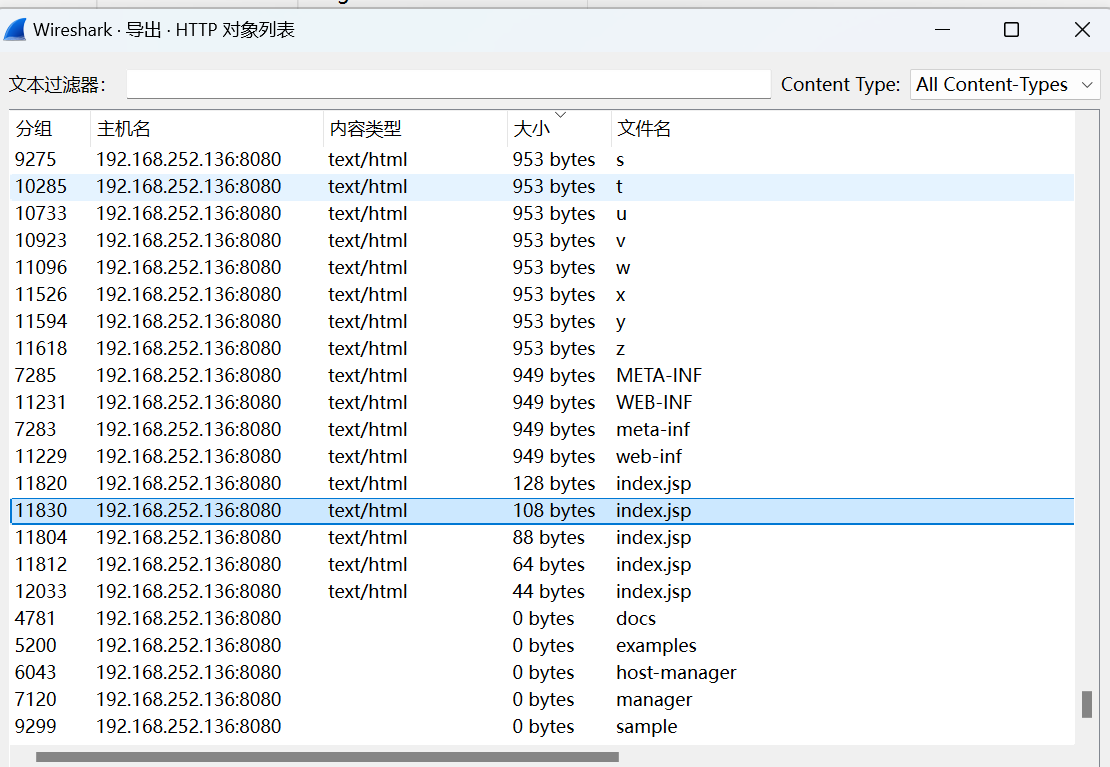 Wireshark · 导出 · HTTP 对象列表
文本过滤器： Content Type: All Content-Types
分组 主机名 内容类型 大小 文件名
9275 192.168.252.136:8080 text/html 953 bytes s
10285 192.168.252.136:8080 text/html 953 bytes t
10733 192.168.252.136:8080 text/html 953 bytes u
10923 192.168.252.136:8080 text/html 953 bytes v
11096 192.168.252.136:8080 text/html 953 bytes w
11526 192.168.252.136:8080 text/html 953 bytes x
11594 192.168.252.136:8080 text/html 953 bytes y
11618 192.168.252.136:8080 text/html 953 bytes z
7285 192.168.252.136:8080 text/html 949 bytes META-INF
11231 192.168.252.136:8080 text/html 949 bytes WEB-INF
7283 192.168.252.136:8080 text/html 949 bytes meta-inf
11229 192.168.252.136:8080 text/html 949 bytes web-inf
11820 192.168.252.136:8080 text/html 128 bytes index.jsp
11830 192.168.252.136:8080 text/html 108 bytes index.jsp
11804 192.168.252.136:8080 text/html 88 bytes index.jsp
11812 192.168.252.136:8080 text/html 64 bytes index.jsp
12033 192.168.252.136:8080 text/html 44 bytes index.jsp
4781 192.168.252.136:8080 0 bytes docs
5200 192.168.252.136:8080 0 bytes examples
6043 192.168.252.136:8080 0 bytes host-manager
7120 192.168.252.136:8080 0 bytes manager
9299 192.168.252.136:8080 0 bytes sample